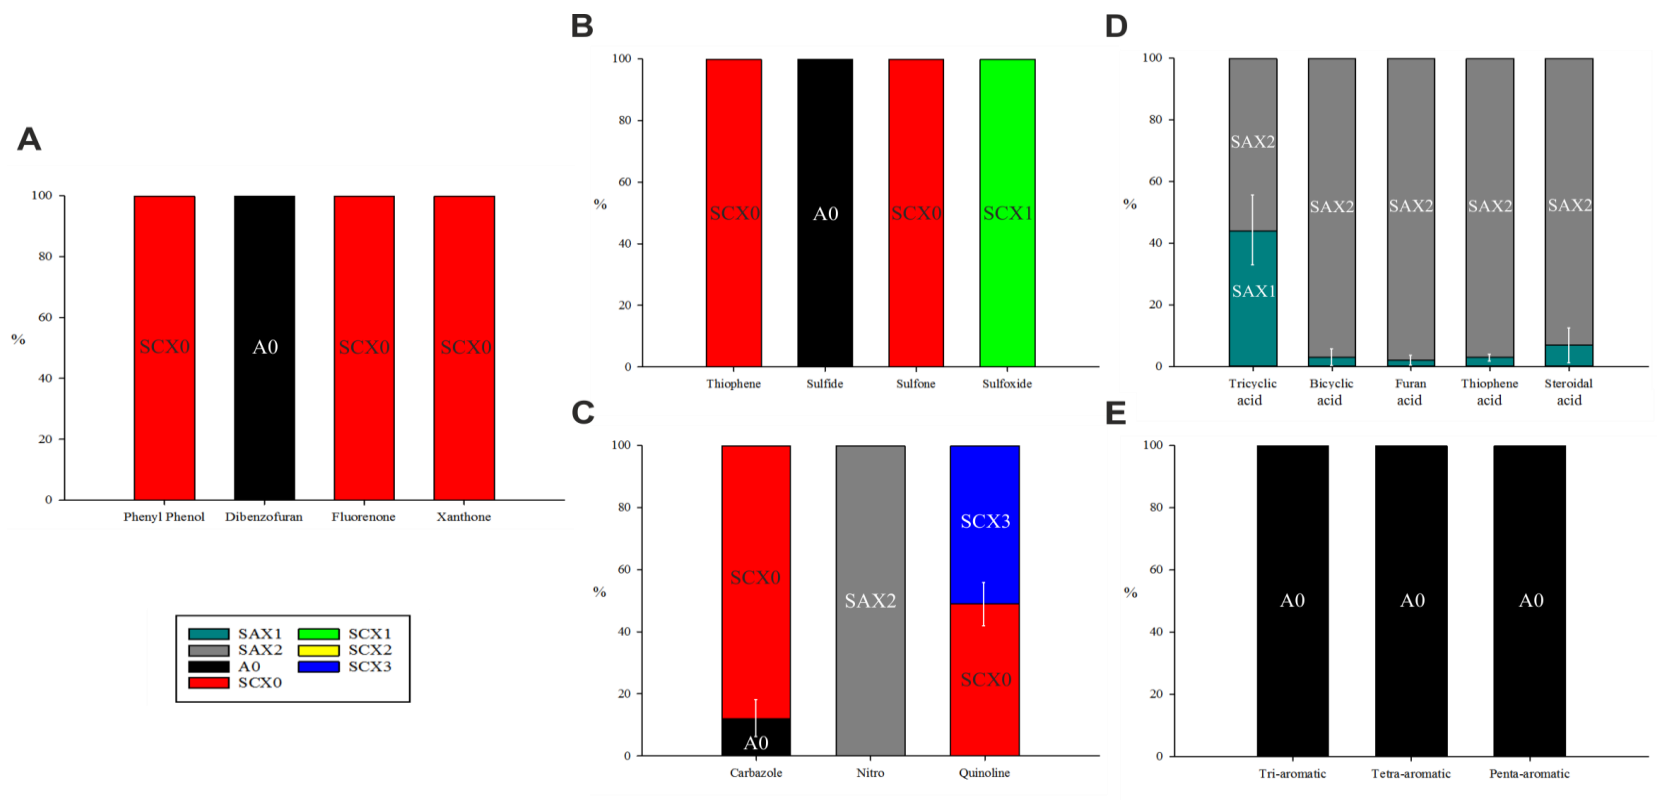 A
100
80
60
%
40
20
0
SCX0
A0
SCX0
SCX0
Phenyl Phenol
Dibenzofuran
Fluorenone
Xanthone
SAX1
SAX2
A0
SCX0
SCX1
SCX2
SCX3
B
100
80
60
%
40
20
0
SCX0
A0
SCX0
SCX1
Thiophene
Sulfide
Sulfone
Sulfoxide
C
100
80
60
%
40
20
0
SCX0
A0
SAX2
SCX3
SCX0
Carbazole
Nitro
Quinoline
D
100
80
60
%
40
20
0
SAX2
SAX1
SAX2
SAX2
SAX2
SAX2
Tricyclic
acid
Bicyclic
acid
Furan
acid
Thiophene
acid
Steroidal
acid
E
100
80
60
%
40
20
0
A0
A0
A0
Tri-aromatic
Tetra-aromatic
Penta-aromatic